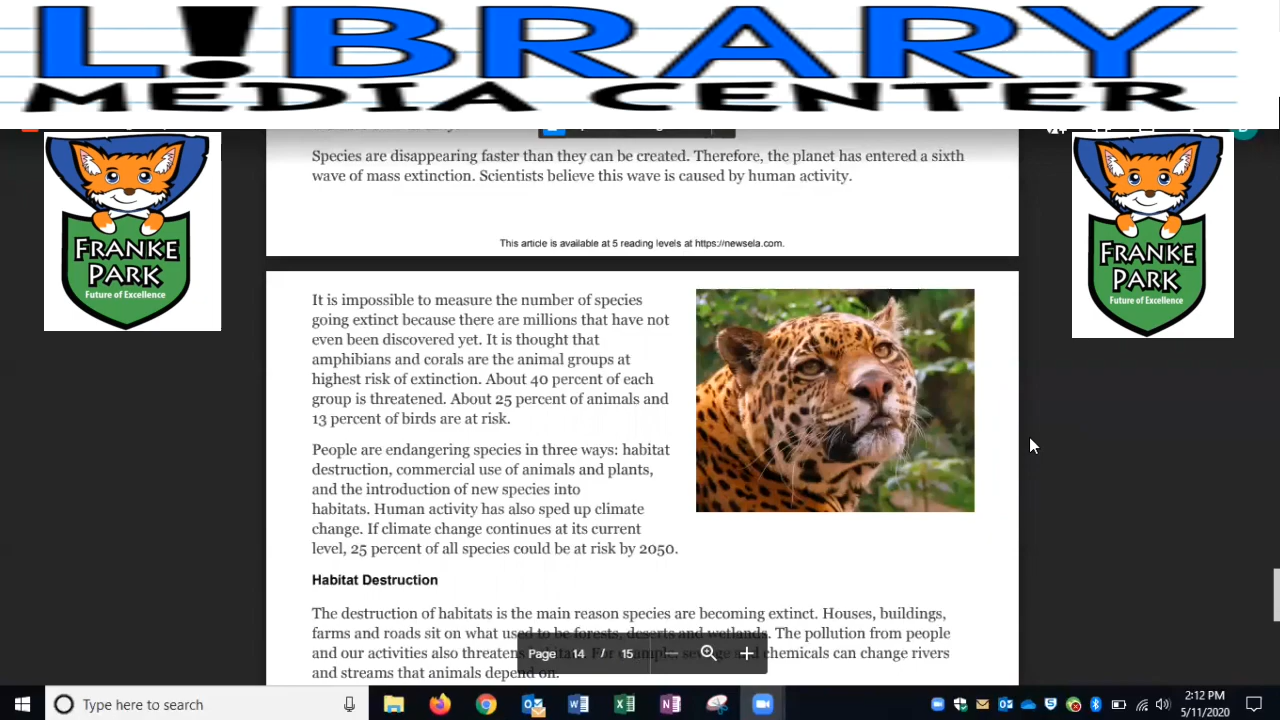 L!BRARY
MEDIA CENTER
Species are disappearing faster than they can be created. Therefore, the planet has entered a sixth
wave of mass extinction. Scientists believe this wave is caused by human activity.
This article is available at 5 reading levels at https://newsela.com.
FRANKE
PARK
Future of Excellence
FRANKE
PARK
Future of Excellence
It is impossible to measure the number of species
going extinct because there are millions that have not
even been discovered yet. It is thought that
amphibians and corals are the animal groups at
highest risk of extinction. About 40 percent of each
group is threatened. About 25 percent of animals and
13 percent of birds are at risk.
People are endangering species in three ways: habitat
destruction, commercial use of animals and plants,
and the introduction of new species into
habitats. Human activity has also sped up climate
change. If climate change continues at its current
level, 25 percent of all species could be at risk by 2050.
Habitat Destruction
The destruction of habitats is the main reason species are becoming extinct. Houses, buildings,
farms and roads sit on what used to be forests, deserts and wetlands. The pollution from people
and our activities also threatens For example, sewage and chemicals can change rivers
and streams that animals depend on.
Page 14 / 15
Type here to search
2:12 PM
5/11/2020